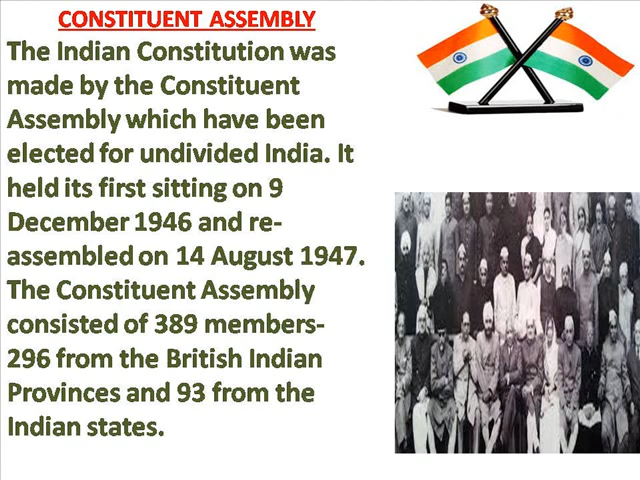 CONSTITUENT ASSEMBLY
The Indian Constitution was
made by the Constituent
Assembly which have been
elected for undivided India. It
held its first sitting on 9
December 1946 and re-
assembled on 14 August 1947.
The Constituent Assembly
consisted of 389 members-
296 from the British Indian
Provinces and 93 from the
Indian states.